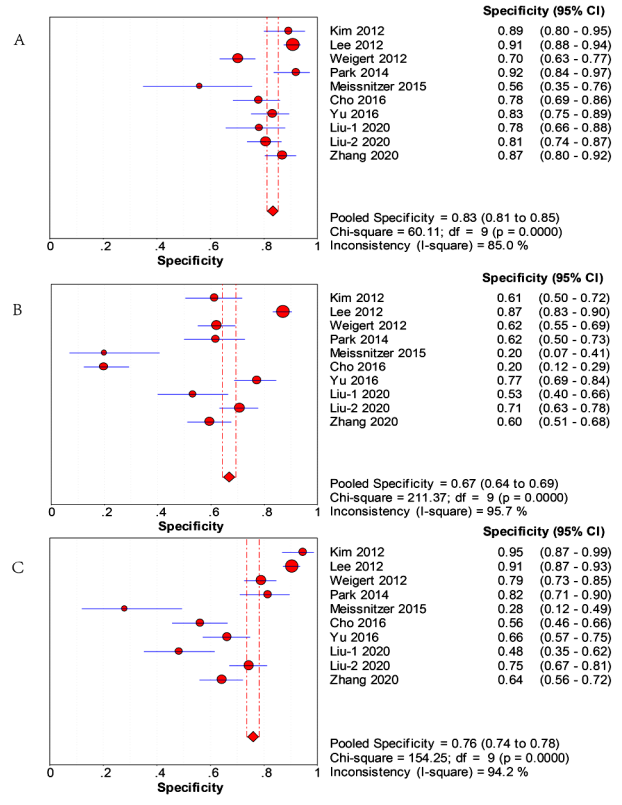 Specificity (95% CI)
A
Kim 2012 0.89 (0.80 - 0.95)
Lee 2012 0.91 (0.88 - 0.94)
Weigert 2012 0.70 (0.63 - 0.77)
Park 2014 0.92 (0.84 - 0.97)
Meissnitzer 2015 0.56 (0.35 - 0.76)
Cho 2016 0.78 (0.69 - 0.86)
Yu 2016 0.83 (0.75 - 0.89)
Liu-1 2020 0.78 (0.66 - 0.88)
Liu-2 2020 0.81 (0.74 - 0.87)
Zhang 2020 0.87 (0.80 - 0.92)
Pooled Specificity = 0.83 (0.81 to 0.85)
Chi-square = 60.11; df = 9 (p = 0.0000)
Inconsistency (I-square) = 85.0 %
0 .2 .4 .6 .8 1
Specificity
Specificity (95% CI)
B
Kim 2012 0.61 (0.50 - 0.72)
Lee 2012 0.87 (0.83 - 0.90)
Weigert 2012 0.62 (0.55 - 0.69)
Park 2014 0.62 (0.50 - 0.73)
Meissnitzer 2015 0.20 (0.07 - 0.41)
Cho 2016 0.20 (0.12 - 0.29)
Yu 2016 0.77 (0.69 - 0.84)
Liu-1 2020 0.53 (0.40 - 0.66)
Liu-2 2020 0.71 (0.63 - 0.78)
Zhang 2020 0.60 (0.51 - 0.68)
Pooled Specificity = 0.67 (0.64 to 0.69)
Chi-square = 211.37; df = 9 (p = 0.0000)
Inconsistency (I-square) = 95.7 %
0 .2 .4 .6 .8 1
Specificity
Specificity (95% CI)
C
Kim 2012 0.95 (0.87 - 0.99)
Lee 2012 0.91 (0.87 - 0.93)
Weigert 2012 0.79 (0.73 - 0.85)
Park 2014 0.82 (0.71 - 0.90)
Meissnitzer 2015 0.28 (0.12 - 0.49)
Cho 2016 0.56 (0.46 - 0.66)
Yu 2016 0.66 (0.57 - 0.75)
Liu-1 2020 0.48 (0.35 - 0.62)
Liu-2 2020 0.75 (0.67 - 0.81)
Zhang 2020 0.64 (0.56 - 0.72)
Pooled Specificity = 0.76 (0.74 to 0.78)
Chi-square = 154.25; df = 9 (p = 0.0000)
Inconsistency (I-square) = 94.2 %
0 .2 .4 .6 .8 1
Specificity